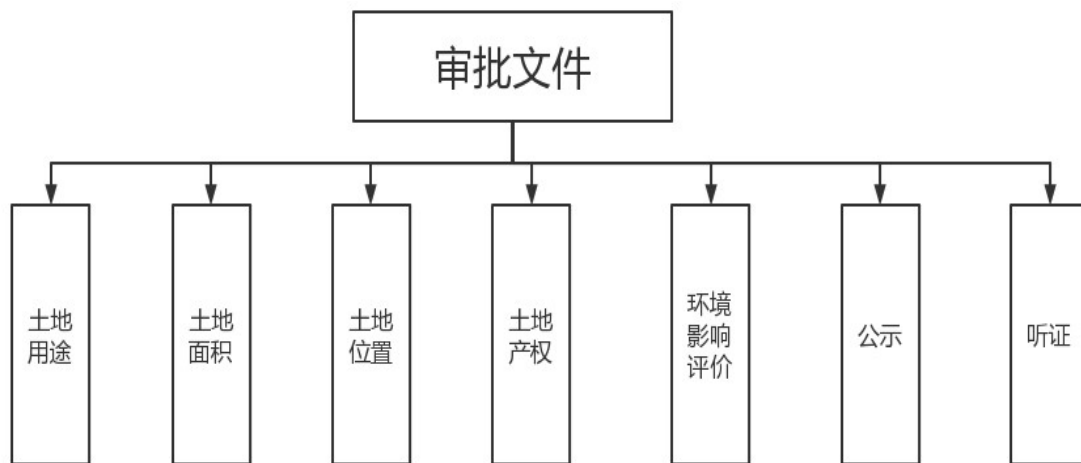 审批文件
土地
用途
土地
面积
土地
位置
土地
产权
环境
影响
评价
公示
听证